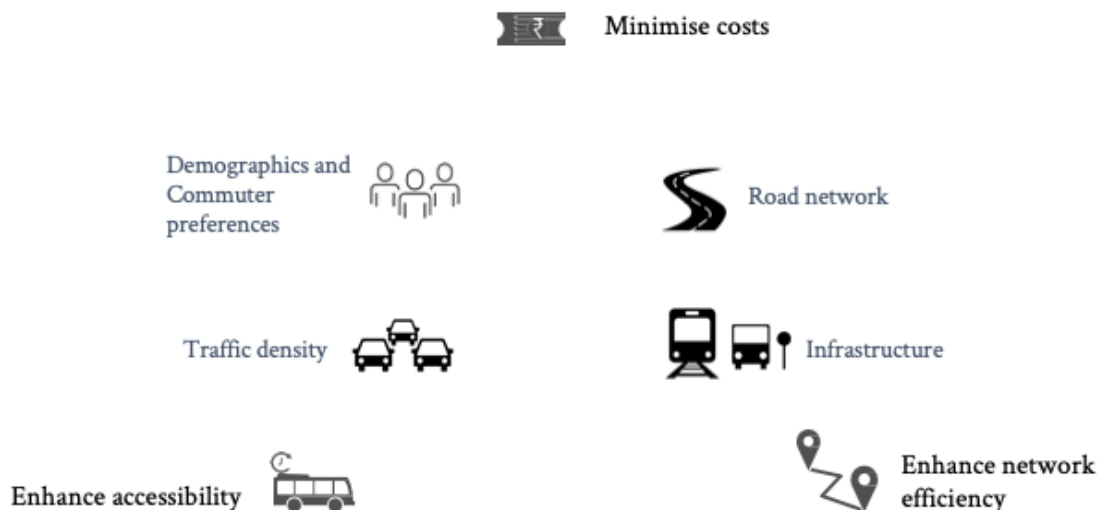 Minimise costs
Demographics and
Commuter
preferences
Road network
Traffic density
Infrastructure
Enhance accessibility
Enhance network
efficiency